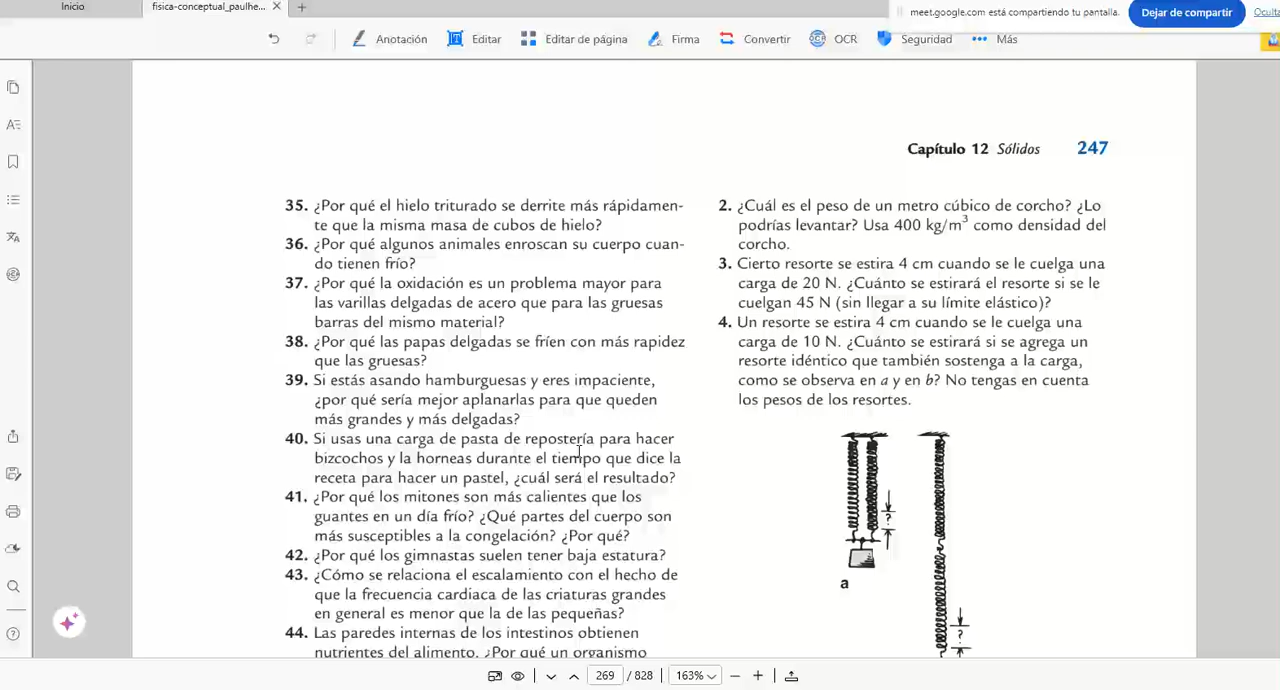 Inicio
fisica-conceptual_paulhe...
meet.google.com está compartiendo tu pantalla.
Dejar de compartir
Oculta
Anotación
Editar
Editar de página
Firma
Convertir
OCR
Seguridad
Más
Capítulo 12 Sólidos 247
35. ¿Por qué el hielo triturado se derrite más rápidamen-
te que la misma masa de cubos de hielo?
36. ¿Por qué algunos animales enroscan su cuerpo cuan-
do tienen frío?
37. ¿Por qué la oxidación es un problema mayor para
las varillas delgadas de acero que para las gruesas
barras del mismo material?
38. ¿Por qué las papas delgadas se fríen con más rapidez
que las gruesas?
39. Si estás asando hamburguesas y eres impaciente,
¿por qué sería mejor aplanarlas para que queden
más grandes y más delgadas?
40. Si usas una carga de pasta de repostería para hacer
bizcochos y la horneas durante el tiempo que dice la
receta para hacer un pastel, ¿cuál será el resultado?
41. ¿Por qué los mitones son más calientes que los
guantes en un día frío? ¿Qué partes del cuerpo son
más susceptibles a la congelación? ¿Por qué?
42. ¿Por qué los gimnastas suelen tener baja estatura?
43. ¿Cómo se relaciona el escalamiento con el hecho de
que la frecuencia cardiaca de las criaturas grandes
en general es menor que la de las pequeñas?
44. Las paredes internas de los intestinos obtienen
nutrientes del alimento. ¿Por qué un organismo
2. ¿Cuál es el peso de un metro cúbico de corcho? ¿Lo
podrías levantar? Usa 400 kg/m³ como densidad del
corcho.
3. Cierto resorte se estira 4 cm cuando se le cuelga una
carga de 20 N. ¿Cuánto se estirará el resorte si se le
cuelgan 45 N (sin llegar a su límite elástico)?
4. Un resorte se estira 4 cm cuando se le cuelga una
carga de 10 N. ¿Cuánto se estirará si se agrega un
resorte idéntico que también sostenga a la carga,
como se observa en a y en b? No tengas en cuenta
los pesos de los resortes.
?
a
?
269 / 828
163%